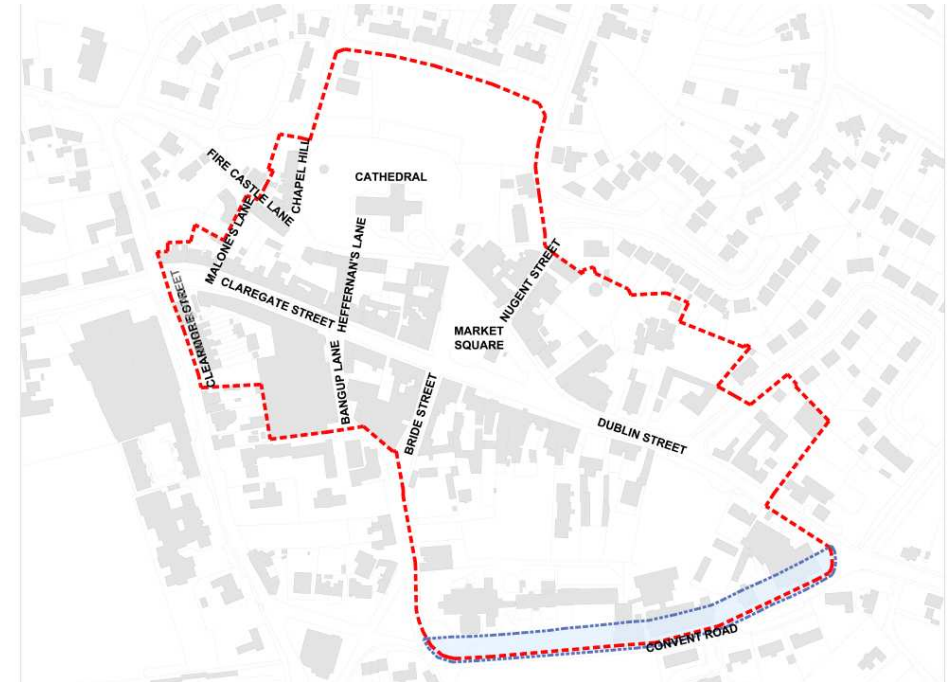 FIRE CASTLE LANE
CHAPEL HILL
CATHEDRAL
MALONE'S LANE
HEFFERNAN'S LANE
NUGENT STREET
CLEARMORE STREET
CLAREGATE STREET
MARKET
SQUARE
BANGUP LANE
BRIDE STREET
DUBLIN STREET
CONVENT ROAD